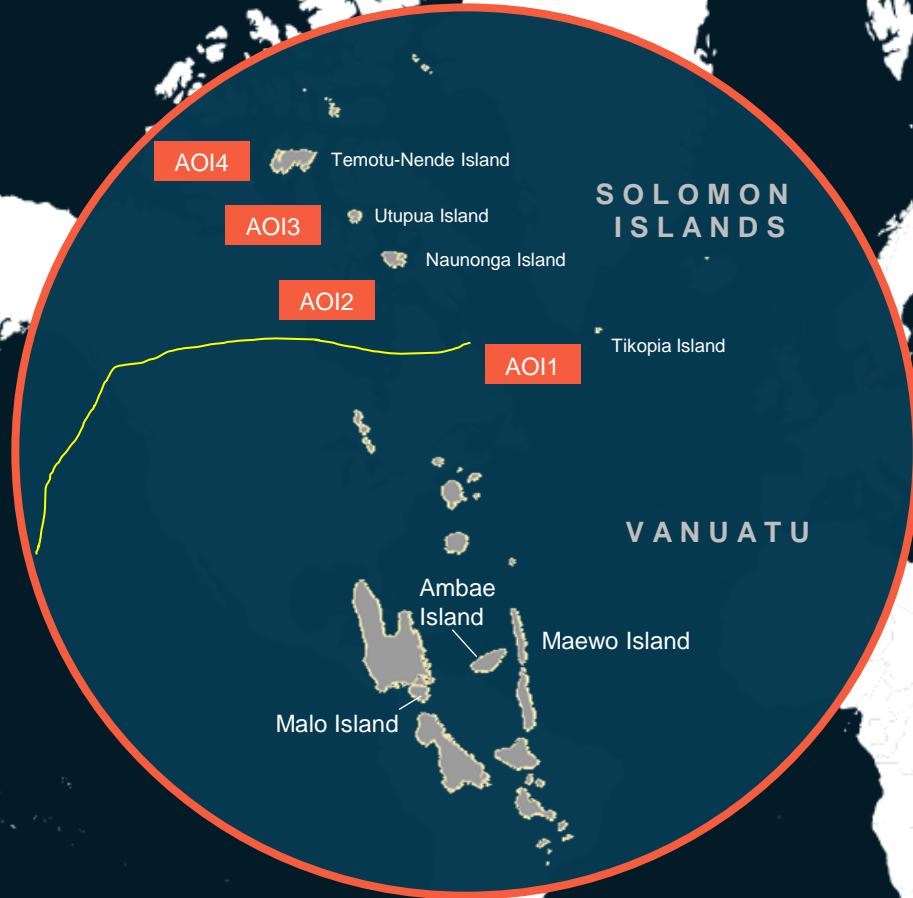 AOI4
Temotu-Nende Island
SOLOMON
ISLANDS
AOI3
Utupua Island
Naunonga Island
AOI2
Tikopia Island
AOI1
VANUATU
Ambae
Island
Maewo Island
Malo Island